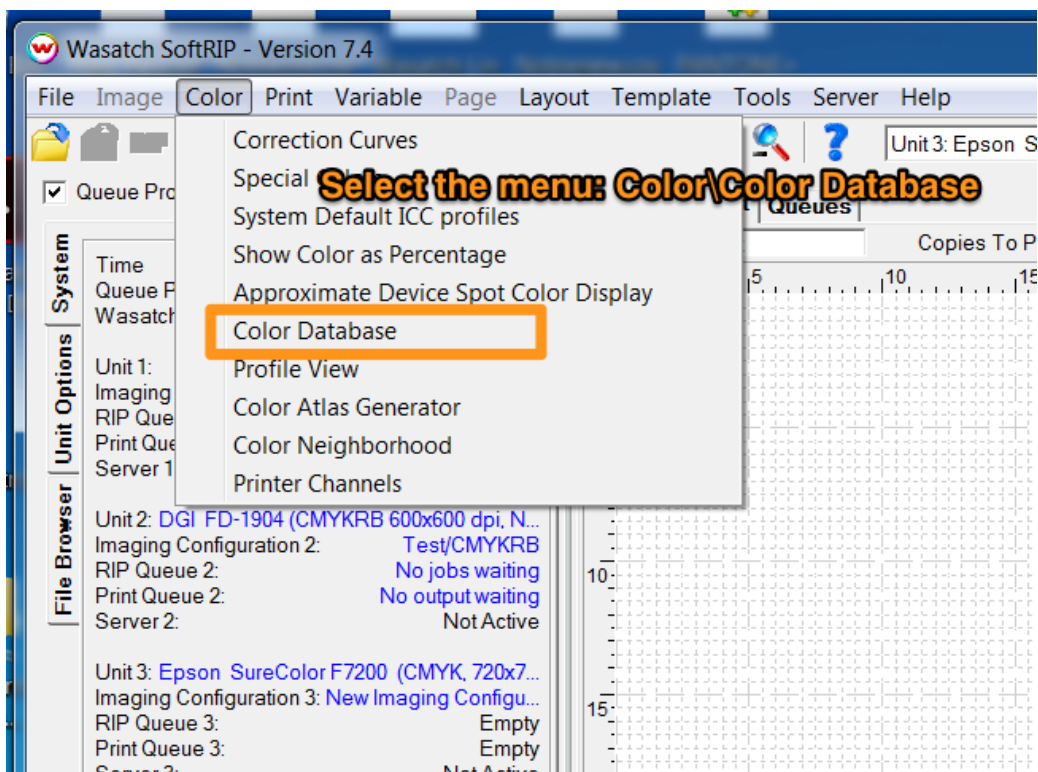 Wasatch SoftRIP - Version 7.4
File Image Color Print Variable Page Layout Template Tools Server Help
Unit 3: Epson S
Correction Curves
Queue Pro
Special
Select the menu: Color\Color Database
Queues
System Default ICC profiles
Show Color as Percentage
Copies To P
System
Time
Queue P
Wasatch
5 10 15
Approximate Device Spot Color Display
Color Database
Unit Options
Unit 1:
Imaging
RIP Que
Print Que
Server 1
Profile View
Color Atlas Generator
Color Neighborhood
Printer Channels
File Browser
Unit 2: DGI FD-1904 (CMYKRB 600x600 dpi, N...
Imaging Configuration 2: Test/CMYKRB
RIP Queue 2: No jobs waiting
10
Print Queue 2: No output waiting
Server 2: Not Active
Unit 3: Epson SureColor F7200 (CMYK, 720x7...
Imaging Configuration 3: New Imaging Configu...
15
RIP Queue 3: Empty
Print Queue 3: Empty
Server 3: Not Active